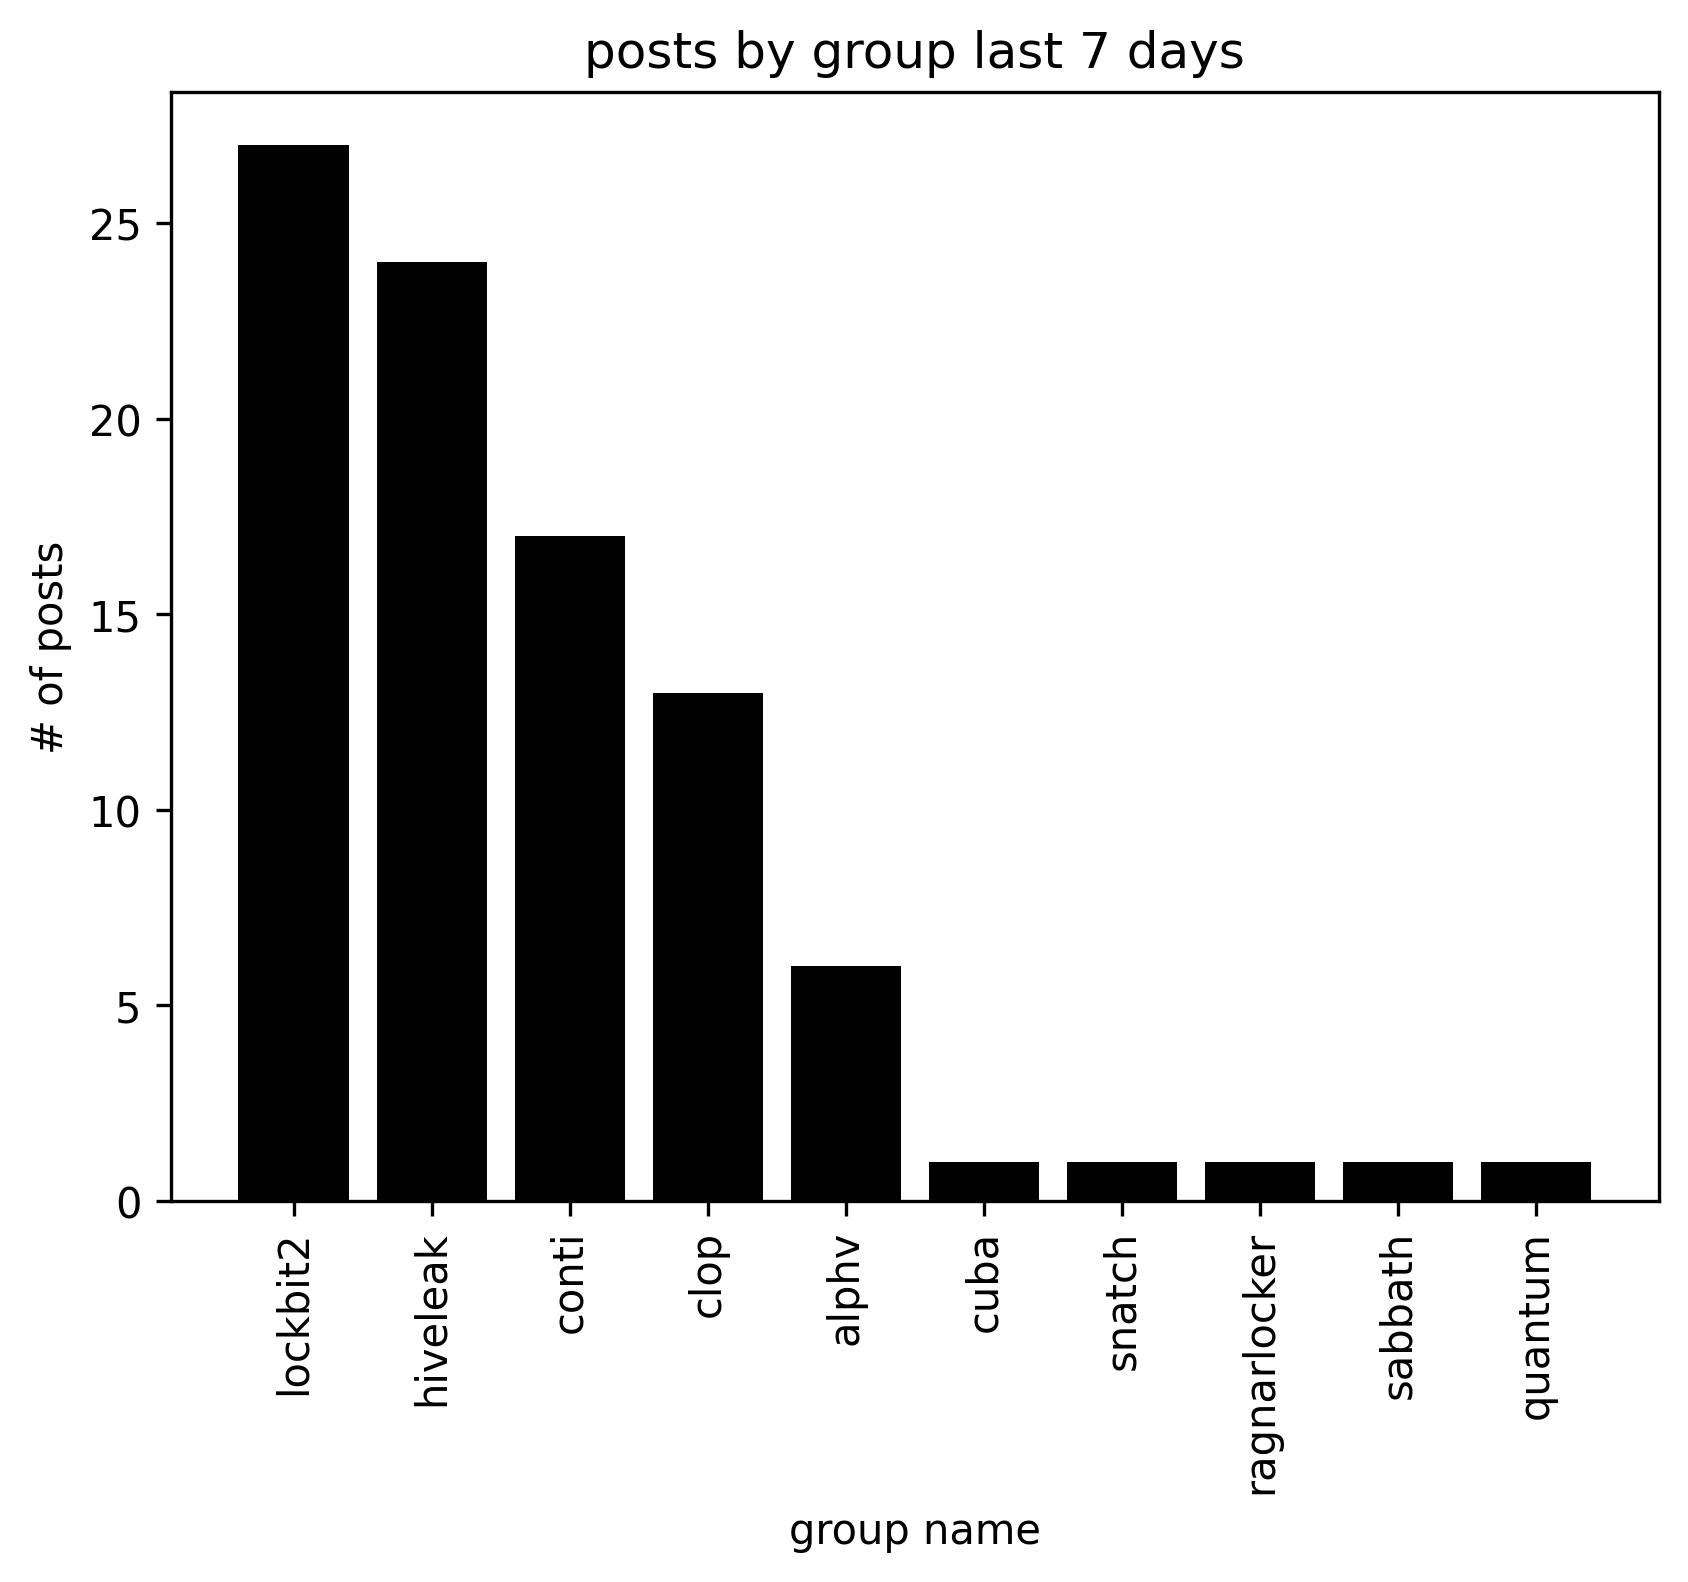 posts by group last 7 days
# of posts
25
20
15
10
5
0
lockbit2
hiveleak
conti
clop
alphv
cuba
snatch
ragnarlocker
sabbath
quantum
group name